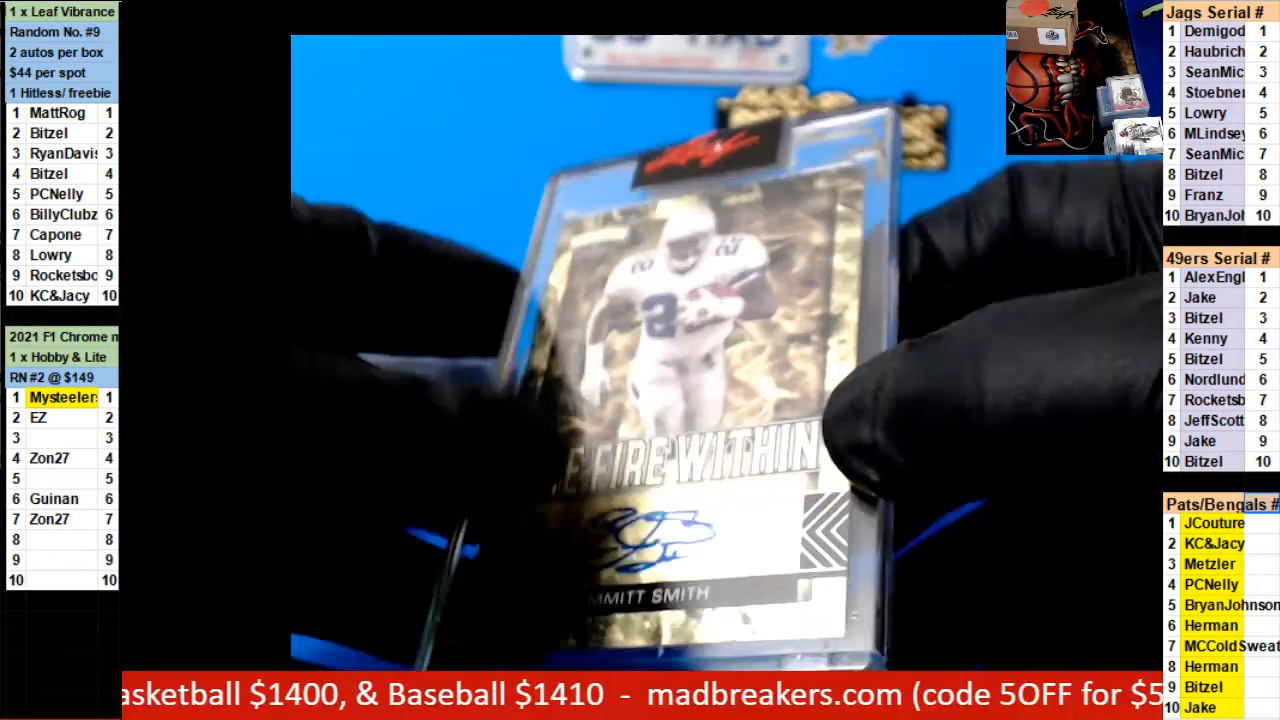 1 x Leaf Vibrance
Random No. #9
2 autos per box
$44 per spot
1 Hitless/ freebie
1 MattRog 1
2 Bitzel 2
3 RyanDavis 3
4 Bitzel 4
5 PCNelly 5
6 BillyClubz 6
7 Capone 7
8 Lowry 8
9 Rocketsbo 9
10 KC&Jacy 10
2021 F1 Chrome m
1 x Hobby & Lite
RN #2 @ $149
1 Mysteelers 1
2 EZ 2
3 3
4 Zon27 4
5 5
6 Guinan 6
7 Zon27 7
8 8
9 9
10 10
Leaf
22
2
E FIRE WITHIN
MMITT SMITH
asketball $1400, & Baseball $1410 - madbreakers.com (code 5OFF for $5
Jags Serial #
1 Demigod 1
2 Haubrich 2
3 SeanMic 3
4 Stoebner 4
5 Lowry 5
6 MLindsey 6
7 SeanMic 7
8 Bitzel 8
9 Franz 9
10 BryanJoh 10
49ers Serial #
1 AlexEngl 1
2 Jake 2
3 Bitzel 3
4 Kenny 4
5 Bitzel 5
6 Nordlund 6
7 Rocketsb 7
8 JeffScott 8
9 Jake 9
10 Bitzel 10
Pats/Bengals #
1 JCouture
2 KC&Jacy
3 Metzler
4 PCNelly
5 BryanJohnson
6 Herman
7 MCColdSweat
8 Herman
9 Bitzel
10 Jake